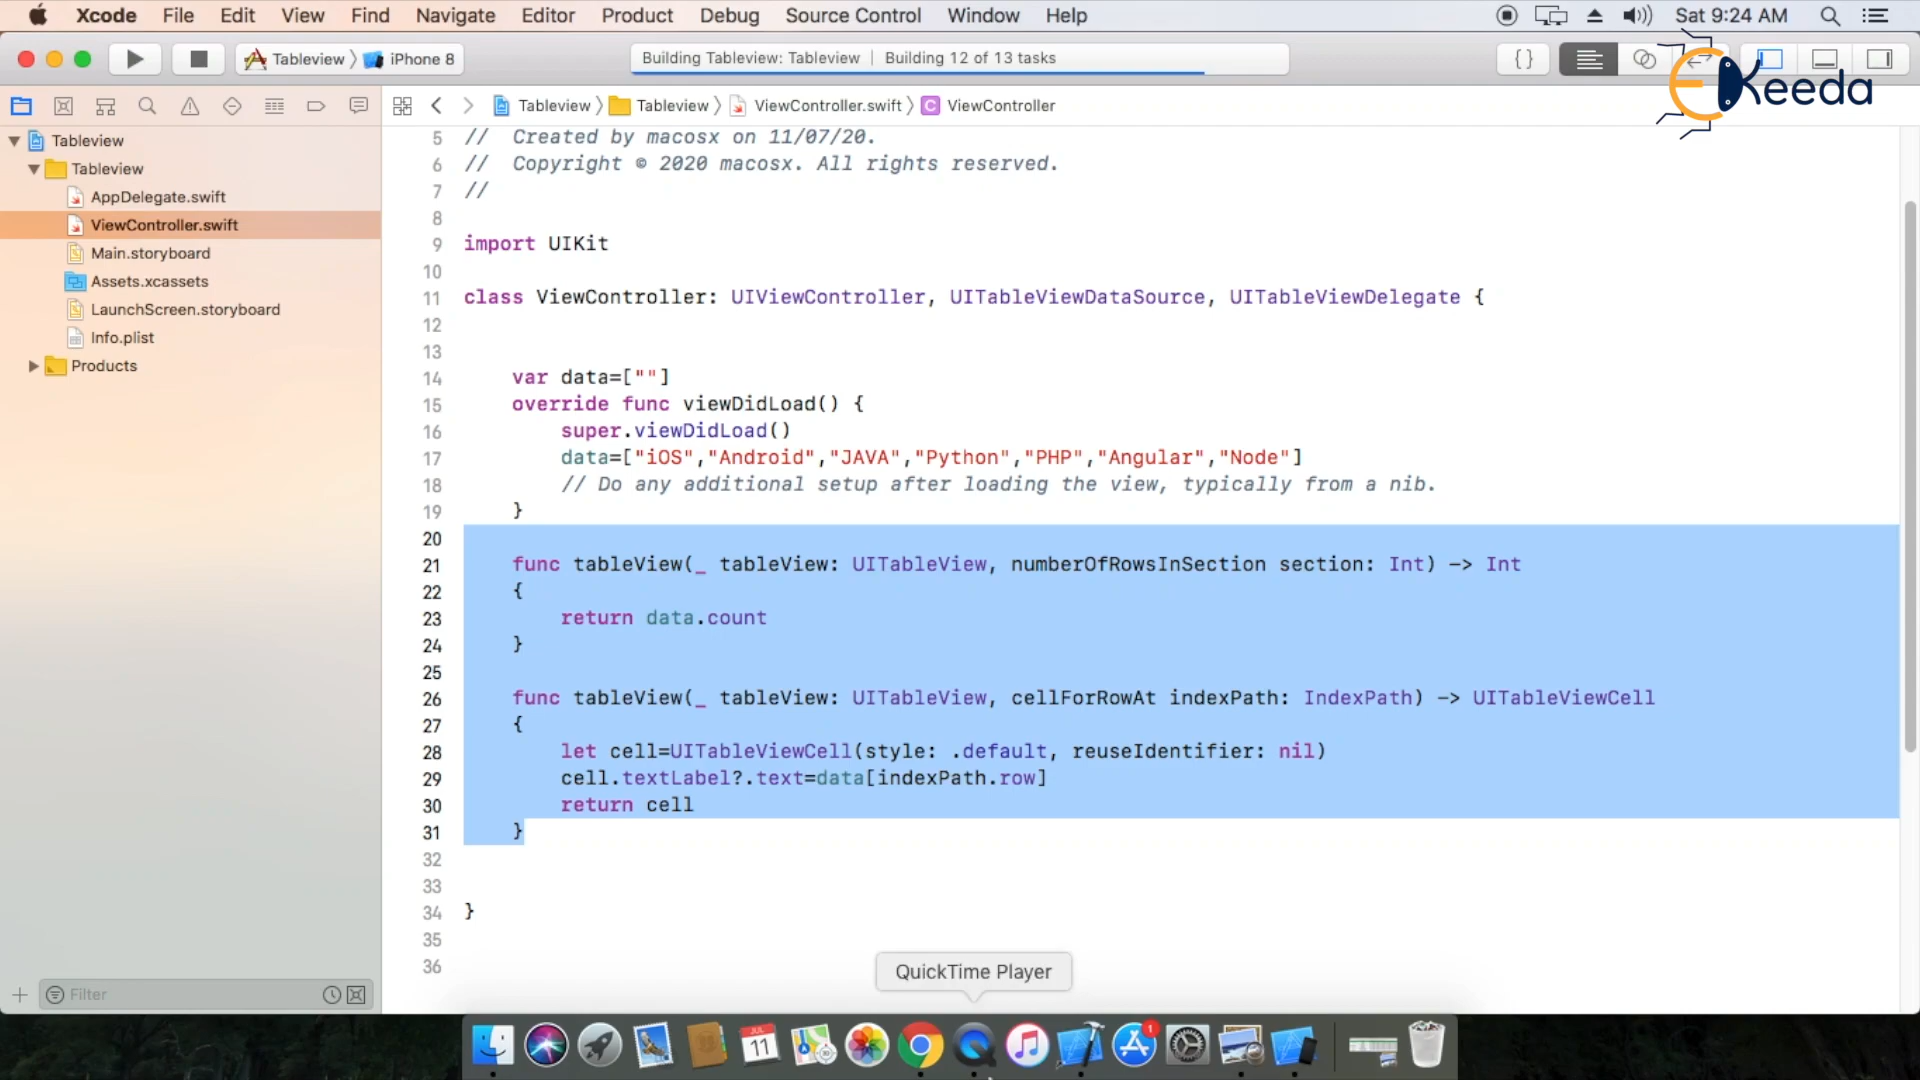 Xcode File Edit View Find Navigate Editor Product Debug Source Control Window Help Sat 9:24 AM
Tableview iPhone 8 Building Tableview: Tableview | Building 12 of 13 tasks
Keeda
Tableview Tableview ViewController.swift C ViewController
Tableview
Tableview
AppDelegate.swift
ViewController.swift
Main.storyboard
Assets.xcassets
LaunchScreen.storyboard
Info.plist
Products
Filter
5 // Created by macosx on 11/07/20.
6 // Copyright © 2020 macosx. All rights reserved.
7 //
8
9 import UIKit
10
11 class ViewController: UIViewController, UITableViewDataSource, UITableViewDelegate {
12
13
14 var data=[""]
15 override func viewDidLoad() {
16 super.viewDidLoad()
17 data=["iOS","Android","JAVA","Python","PHP","Angular","Node"]
18 // Do any additional setup after loading the view, typically from a nib.
19 }
20
21 func tableView(_ tableView: UITableView, numberOfRowsInSection section: Int) -> Int
22 {
23 return data.count
24 }
25
26 func tableView(_ tableView: UITableView, cellForRowAt indexPath: IndexPath) -> UITableViewCell
27 {
28 let cell=UITableViewCell(style: .default, reuseIdentifier: nil)
29 cell.textLabel?.text=data[indexPath.row]
30 return cell
31 }
32
33
34 }
35
36
QuickTime Player
JUL
11
1